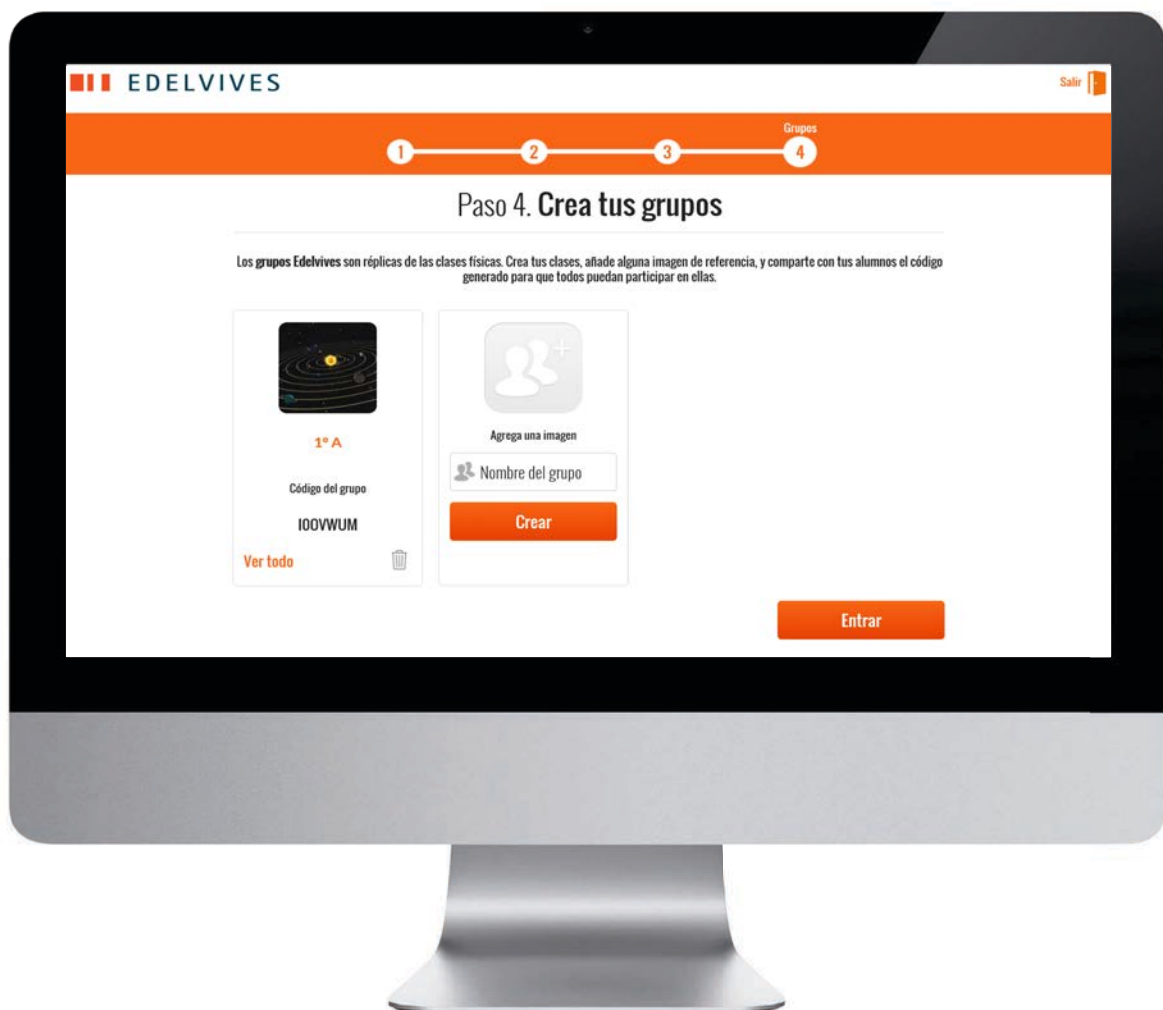 EDELVIVES
Salir
Grupos
1 2 3 4
Paso 4. Crea tus grupos
Los grupos Edelvives son réplicas de las clases físicas. Crea tus clases, añade alguna imagen de referencia, y comparte con tus alumnos el código
generado para que todos puedan participar en ellas.
1º A
Código del grupo
I00VWUM
Ver todo
Agrega una imagen
Nombre del grupo
Crear
Entrar